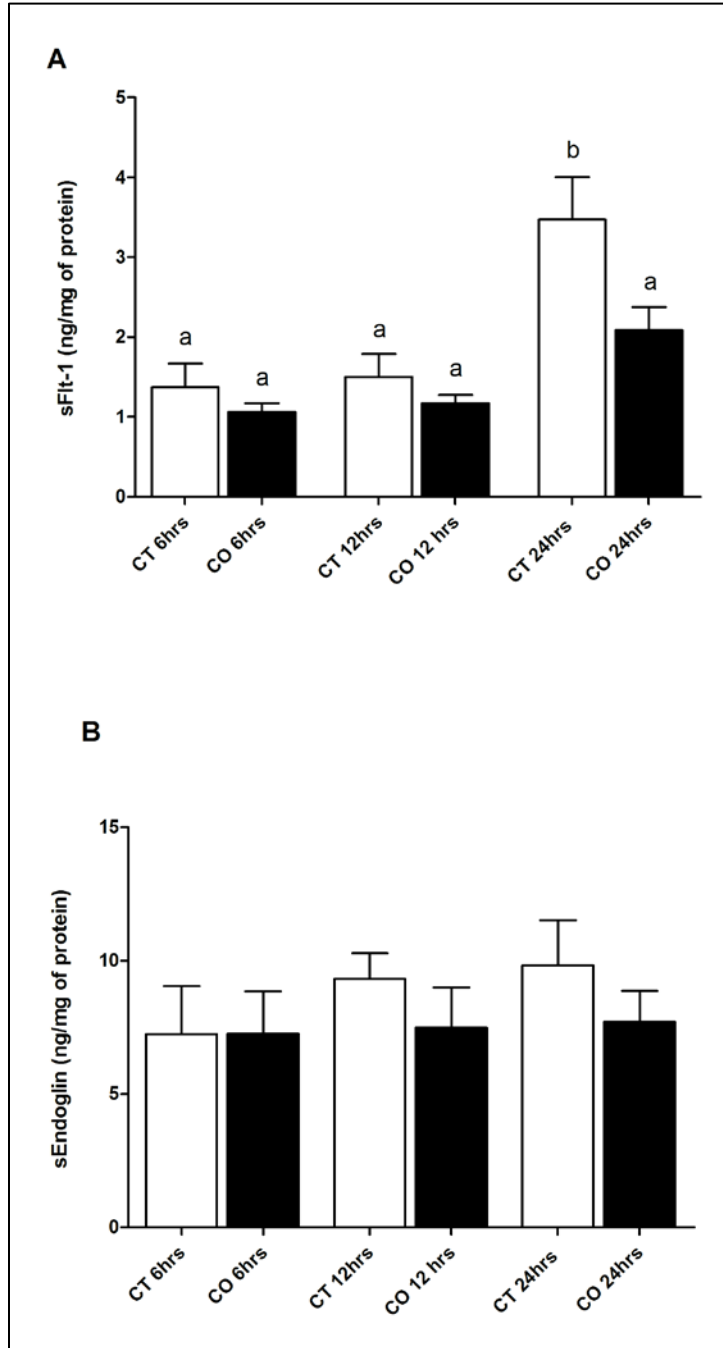 A
sFlt-1 (ng/mg of protein)
5
4
3
2
1
0
a
a
a
a
b
a
CT 6hrs
CO 6hrs
CT 12hrs
CO 12 hrs
CT 24hrs
CO 24hrs
B
sEndoglin (ng/mg of protein)
15
10
5
0
CT 6hrs
CO 6hrs
CT 12hrs
CO 12 hrs
CT 24hrs
CO 24hrs